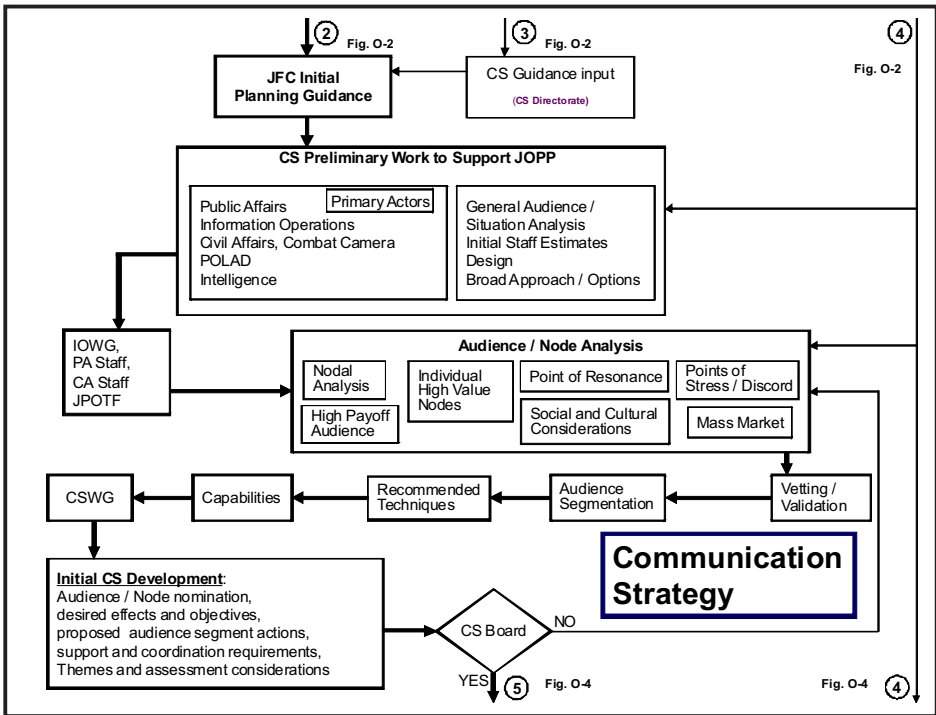 2
Fig. O-2
3
Fig. O-2
4
Fig. O-2
JFC Initial
Planning Guidance
CS Guidance input
(CS Directorate)
CS Preliminary Work to Support JOPP
Primary Actors
Public Affairs
Information Operations
Civil Affairs, Combat Camera
POLAD
Intelligence
General Audience /
Situation Analysis
Initial Staff Estimates
Design
Broad Approach / Options
IOWG,
PA Staff,
CA Staff
JPOTF
Audience / Node Analysis
Nodal
Analysis
High Payoff
Audience
Individual
High Value
Nodes
Point of Resonance
Social and Cultural
Considerations
Points of
Stress / Discord
Mass Market
CSWG
Capabilities
Recommended
Techniques
Audience
Segmentation
Vetting /
Validation
Communication
Strategy
Initial CS Development:
Audience / Node nomination,
desired effects and objectives,
proposed audience segment actions,
support and coordination requirements,
Themes and assessment considerations
CS Board
NO
YES
5
Fig. O-4
Fig. O-4
4